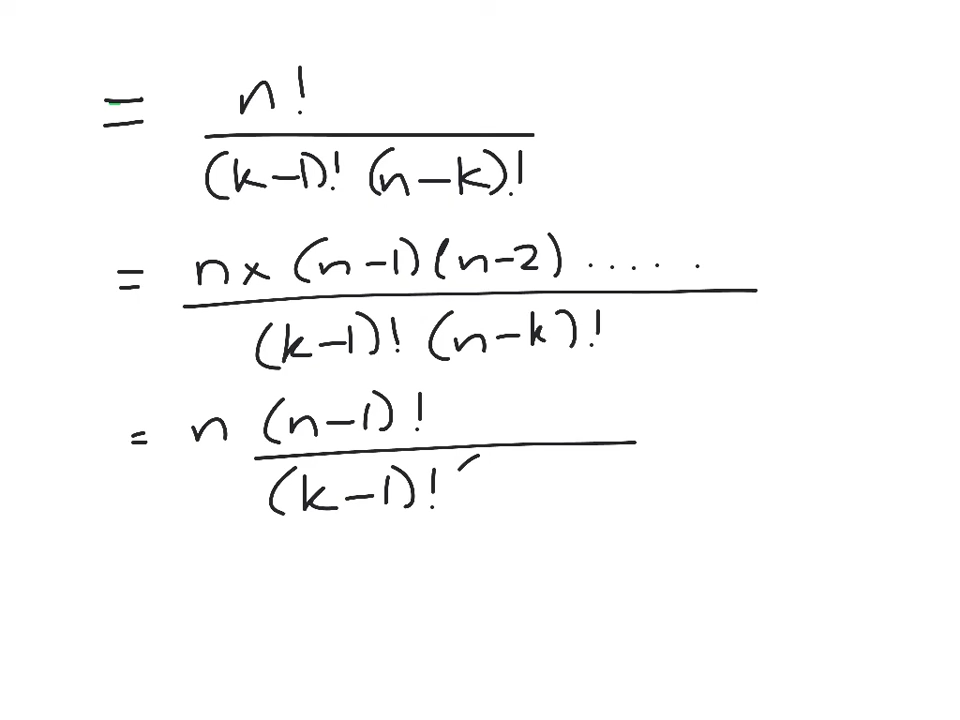 = n!
(k-1)! (n-k)!
= n× (n-1)(n-2) ......
(k-1)! (n-k)!
= n (n-1)!
(k-1)! (